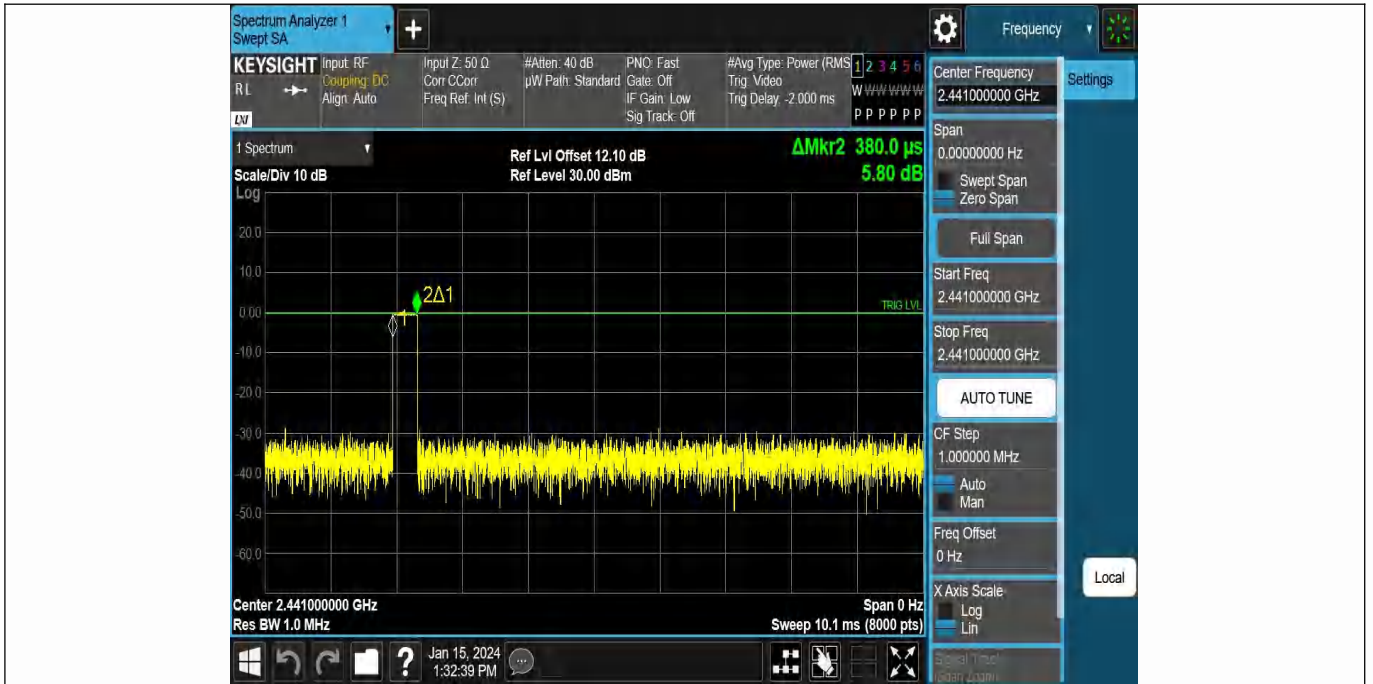 Spectrum Analyzer 1
Swept SA
+
Frequency
KEYSIGHT
RL
LXI
Input: RF
Coupling: DC
Align: Auto
Input Z: 50 Ω
Corr CCorr
Freq Ref: Int (S)
#Atten: 40 dB
µW Path: Standard
PNO: Fast
Gate: Off
IF Gain: Low
Sig Track: Off
#Avg Type: Power (RMS
Trig: Video
Trig Delay: -2.000 ms
1 2 3 4 5 6
W W W W W W
P P P P P P
Center Frequency
2.441000000 GHz
Settings
1 Spectrum
Scale/Div 10 dB
Log
Ref Lvl Offset 12.10 dB
Ref Level 30.00 dBm
ΔMkr2 380.0 µs
5.80 dB
20.0
10.0
0.00
-10.0
-20.0
-30.0
-40.0
-50.0
-60.0
2Δ1
1
TRIG LVL
Span
0.00000000 Hz
Swept Span
Zero Span
Full Span
Start Freq
2.441000000 GHz
Stop Freq
2.441000000 GHz
AUTO TUNE
CF Step
1.000000 MHz
Auto
Man
Freq Offset
0 Hz
X Axis Scale
Log
Lin
Signal Track
(Span Zoom)
Local
Center 2.441000000 GHz
Res BW 1.0 MHz
Span 0 Hz
Sweep 10.1 ms (8000 pts)
?
Jan 15, 2024
1:32:39 PM